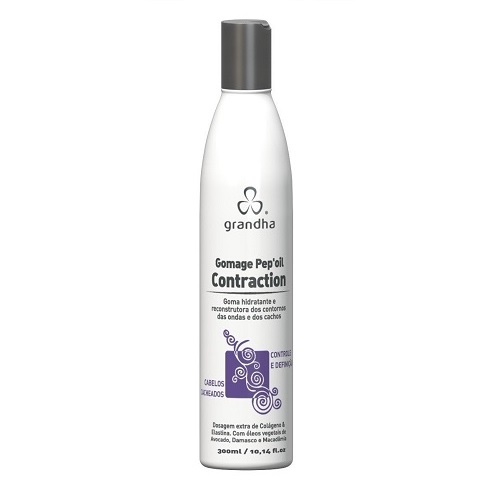 grandha
Gomage Pep'oil
Contraction
Goma hidratante e
reconstrutora dos contornos
das ondas e dos cachos
CONTROLE
E DEFINIÇÃ
CABELOS
CACHEADOS
Dosagem extra de Colágeno &
Elastina. Com óleos vegetais de
Avocado, Damasco e Macadâmia
300ml / 10,14 fl.oz